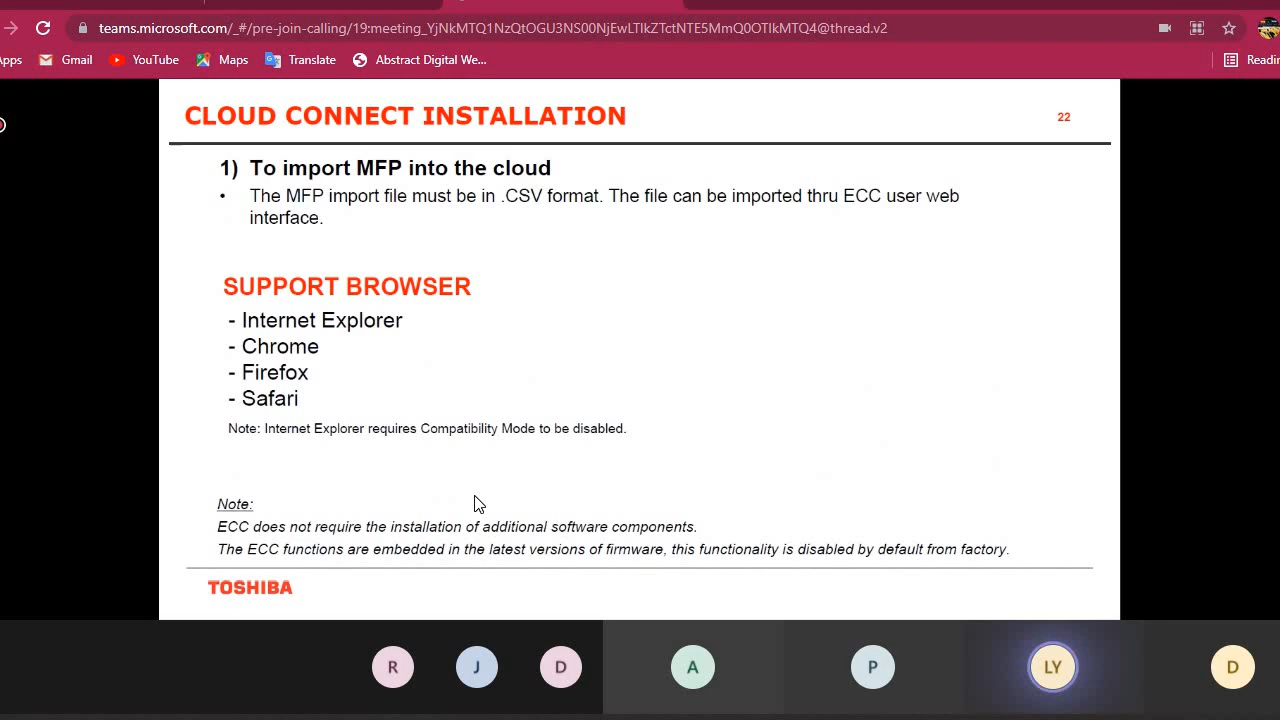 teams.microsoft.com/_#/pre-join-calling/19:meeting_YjNkMTQ1NzQtOGU3NS00NjEwLTlkZTctNTE5MmQ0OTlkMTQ4@thread.v2
Apps Gmail YouTube Maps Translate Abstract Digital We...
CLOUD CONNECT INSTALLATION 22
1) To import MFP into the cloud
• The MFP import file must be in .CSV format. The file can be imported thru ECC user web
interface.
SUPPORT BROWSER
- Internet Explorer
- Chrome
- Firefox
- Safari
Note: Internet Explorer requires Compatibility Mode to be disabled.
Note:
ECC does not require the installation of additional software components.
The ECC functions are embedded in the latest versions of firmware, this functionality is disabled by default from factory.
TOSHIBA
R J D A P LY D